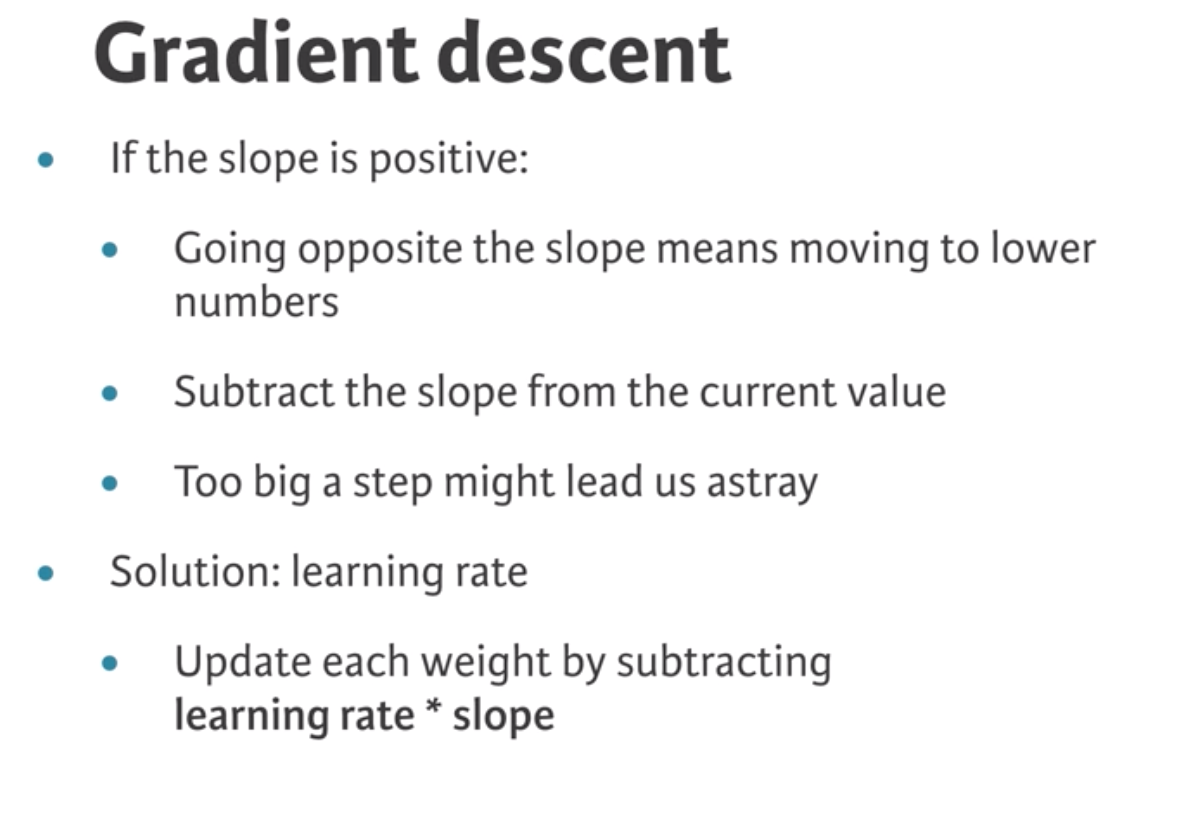 Gradient descent
• If the slope is positive:
• Going opposite the slope means moving to lower
numbers
• Subtract the slope from the current value
• Too big a step might lead us astray
• Solution: learning rate
• Update each weight by subtracting
learning rate * slope